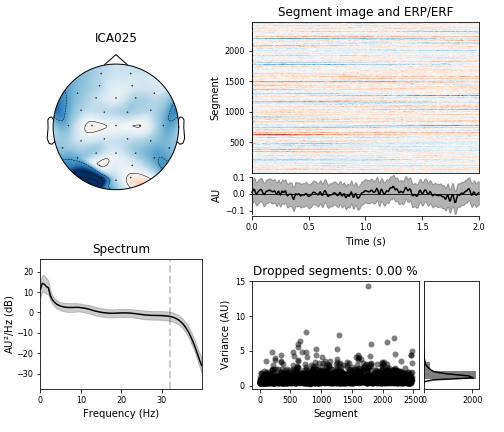 ICA025
Segment image and ERP/ERF
Segment
2000
1500
1000
500
AU
0.1
0.0
−0.1
0.0 0.5 1.0 1.5 2.0
Time (s)
Spectrum
AU²/Hz (dB)
20
10
0
−10
−20
−30
0 10 20 30
Frequency (Hz)
Dropped segments: 0.00 %
Variance (AU)
15
10
5
0
0 500 1000 1500 2000 2500
Segment
0 2000